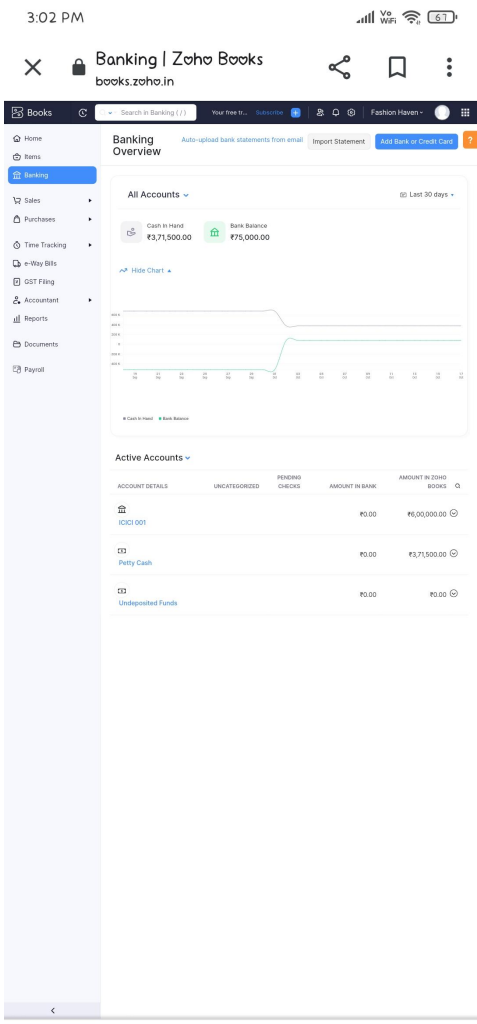 3:02 PM
Vo WiFi 67
Banking | Zoho Books
books.zoho.in
Books
Search in Banking ( / )
Your free tr... Subscribe
Fashion Haven
Home
Items
Banking
Sales
Purchases
Time Tracking
e-Way Bills
GST Filing
Accountant
Reports
Documents
Payroll
Banking
Overview
Auto-upload bank statements from email
Import Statement
Add Bank or Credit Card
?
All Accounts
Last 30 days
Cash In Hand
₹3,71,500.00
Bank Balance
₹75,000.00
Hide Chart
Cash In Hand Bank Balance
Active Accounts
ACCOUNT DETAILS UNCATEGORIZED PENDING CHECKS AMOUNT IN BANK AMOUNT IN ZOHO BOOKS
ICICI 001 ₹0.00 ₹6,00,000.00
Petty Cash ₹0.00 ₹3,71,500.00
Undeposited Funds ₹0.00 ₹0.00